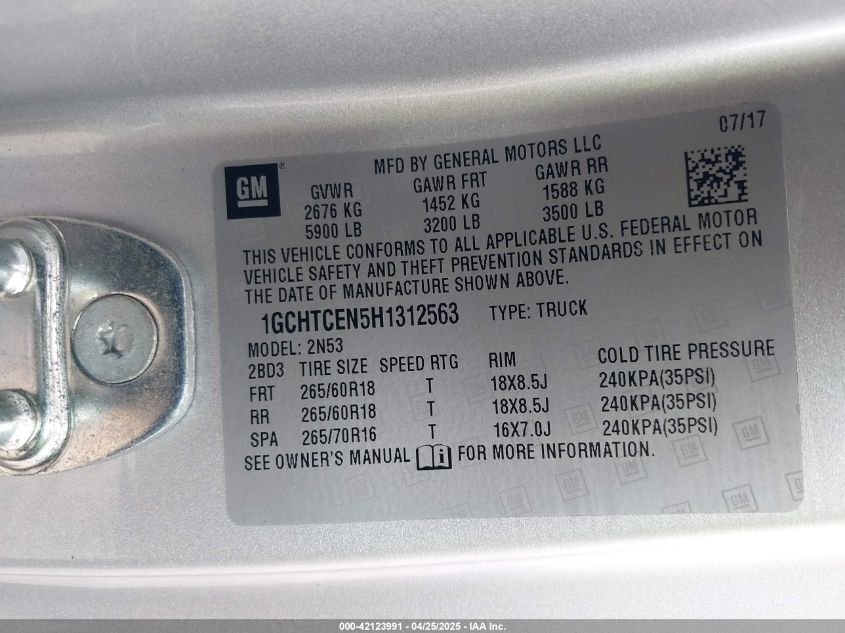 07/17
MFD BY GENERAL MOTORS LLC
GM
GVWR GAWR FRT GAWR RR
2676 KG 1452 KG 1588 KG
5900 LB 3200 LB 3500 LB
THIS VEHICLE CONFORMS TO ALL APPLICABLE U.S. FEDERAL MOTOR
VEHICLE SAFETY AND THEFT PREVENTION STANDARDS IN EFFECT ON
THE DATE OF MANUFACTURE SHOWN ABOVE.
1GCHTCEN5H1312563 TYPE: TRUCK
MODEL: 2N53
2BD3 TIRE SIZE SPEED RTG RIM COLD TIRE PRESSURE
FRT 265/60R18 T 18X8.5J 240KPA(35PSI)
RR 265/60R18 T 18X8.5J 240KPA(35PSI)
SPA 265/70R16 T 16X7.0J 240KPA(35PSI)
SEE OWNER'S MANUAL FOR MORE INFORMATION.
000-42123991 - 04/25/2025 - IAA Inc.